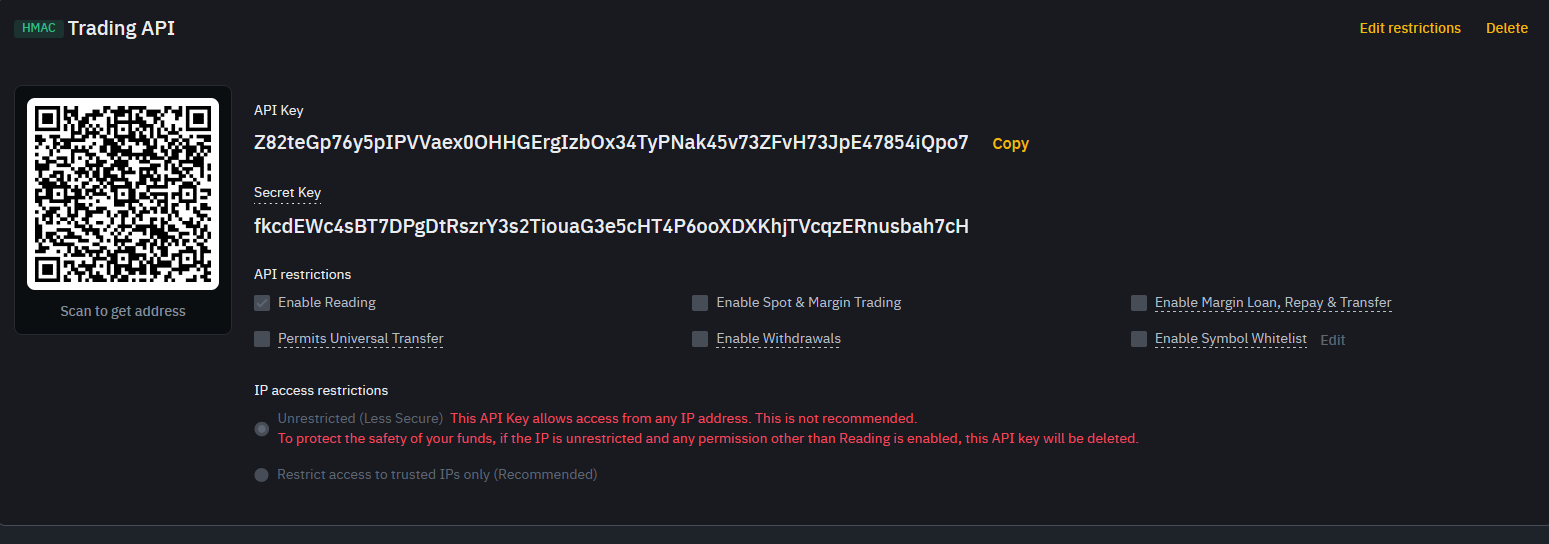 HMAC Trading API Edit restrictions Delete
API Key
Z82teGp76y5pIPVVaex0OHHGErgIzbOx34TyPNak45v73ZFvH73JpE47854iQpo7 Copy
Secret Key
fkcdEWc4sBT7DPgDtRszrY3s2TiouaG3e5cHT4P6ooXDXKhjTVcqzERnusbah7cH
API restrictions
Enable Reading Enable Spot & Margin Trading Enable Margin Loan, Repay & Transfer
Scan to get address
Permits Universal Transfer Enable Withdrawals Enable Symbol Whitelist Edit
IP access restrictions
Unrestricted (Less Secure) This API Key allows access from any IP address. This is not recommended.
To protect the safety of your funds, if the IP is unrestricted and any permission other than Reading is enabled, this API key will be deleted.
Restrict access to trusted IPs only (Recommended)